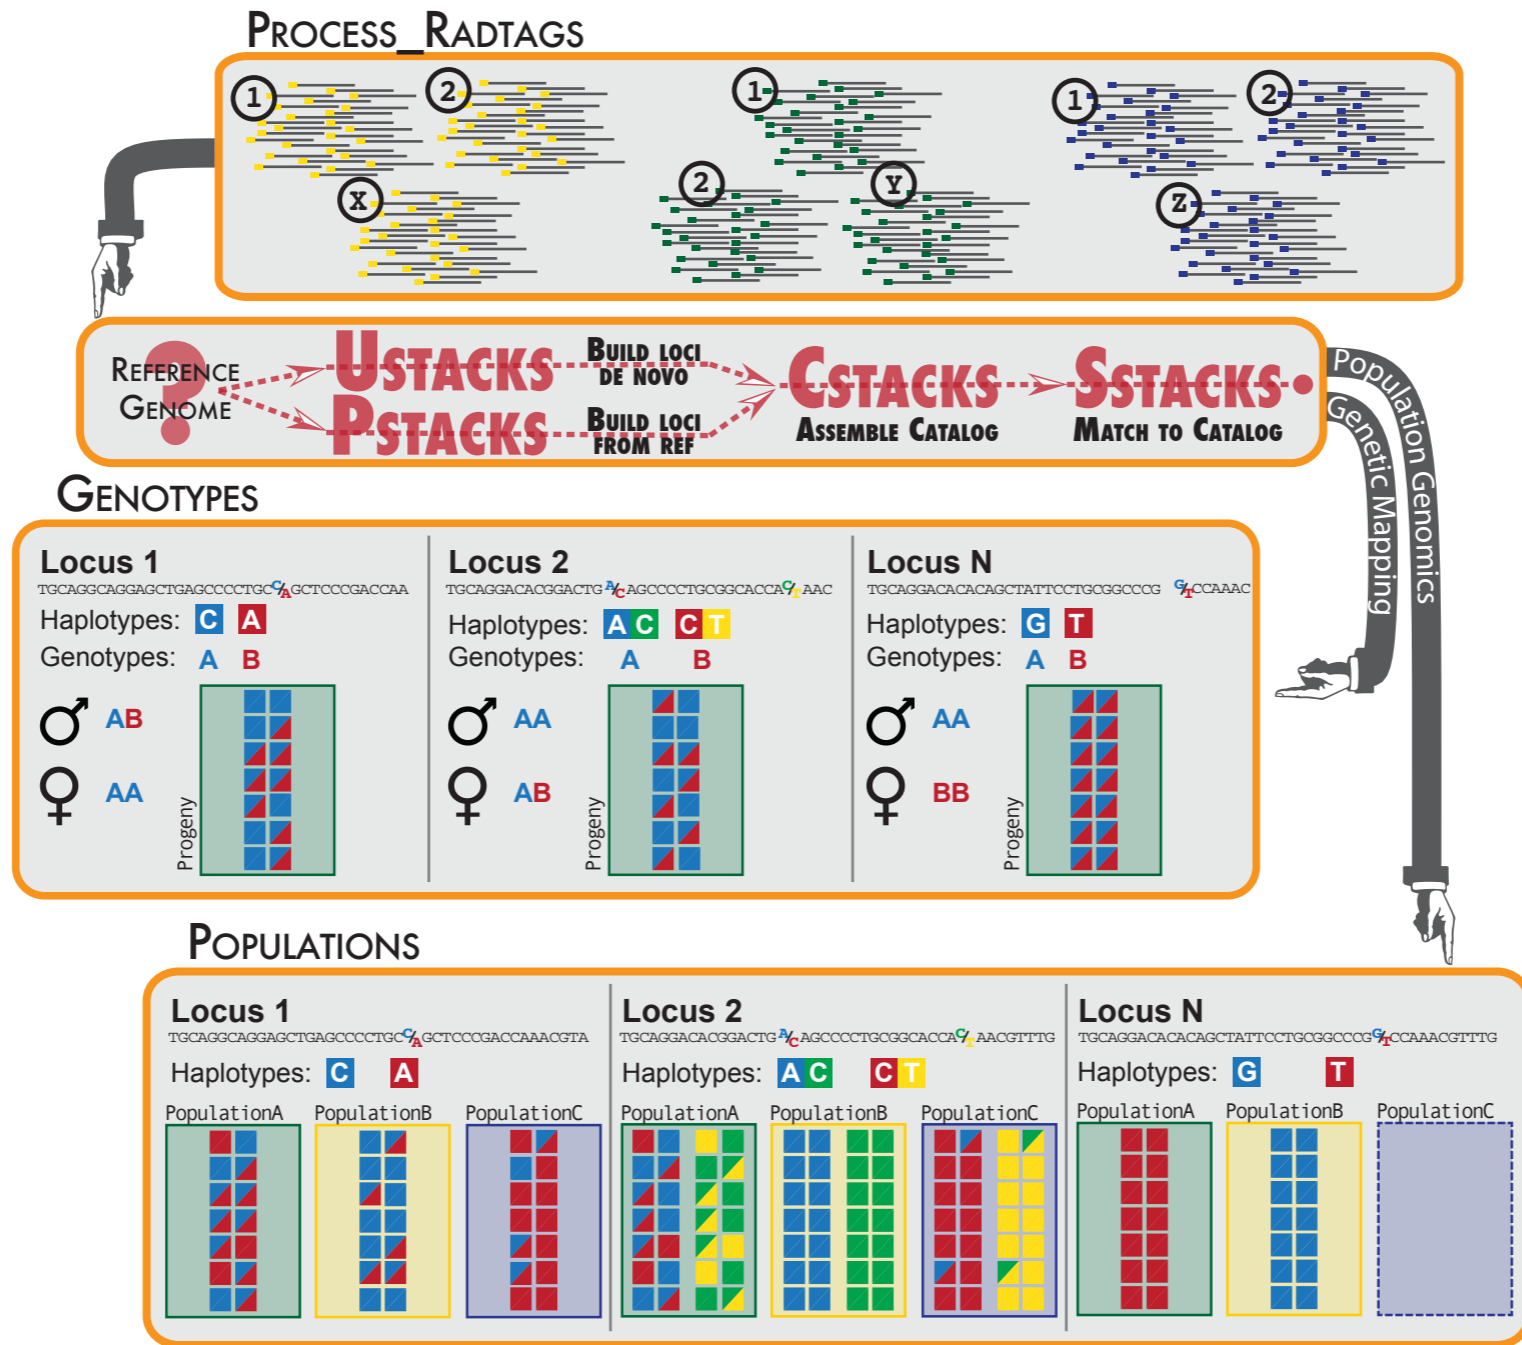 PROCESS_RADTAGS
1
2
1
1
2
X
2
Y
Z
?
REFERENCE
GENOME
USTACKS
BUILD LOCI
DE NOVO
PSTACKS
BUILD LOCI
FROM REF
CSTACKS
ASSEMBLE CATALOG
SSTACKS
MATCH TO CATALOG
Population Genomics
Genetic Mapping
GENOTYPES
Locus 1
TGCAGGCAGGAGCTGAGCCCCTGCC/AGCTCCCGACCAA
Haplotypes: C A
Genotypes: A B
♂ AB
♀ AA
Progeny
Locus 2
TGCAGGACACGGACTGA/CAGCCCCTGCGGCACCAC/TAAC
Haplotypes: AC CT
Genotypes: A B
♂ AA
♀ AB
Progeny
Locus N
TGCAGGACACACAGCTATTCCTGCGGCCCG G/TCCAAAC
Haplotypes: G T
Genotypes: A B
♂ AA
♀ BB
Progeny
POPULATIONS
Locus 1
TGCAGGCAGGAGCTGAGCCCCTGCC/AGCTCCCGACCAAACGTA
Haplotypes: C A
PopulationA PopulationB PopulationC
Locus 2
TGCAGGACACGGACTGA/CAGCCCCTGCGGCACCAC/TAACGTTTG
Haplotypes: AC CT
PopulationA PopulationB PopulationC
Locus N
TGCAGGACACACAGCTATTCCTGCGGCCCGG/TCCAAACGTTTG
Haplotypes: G T
PopulationA PopulationB PopulationC